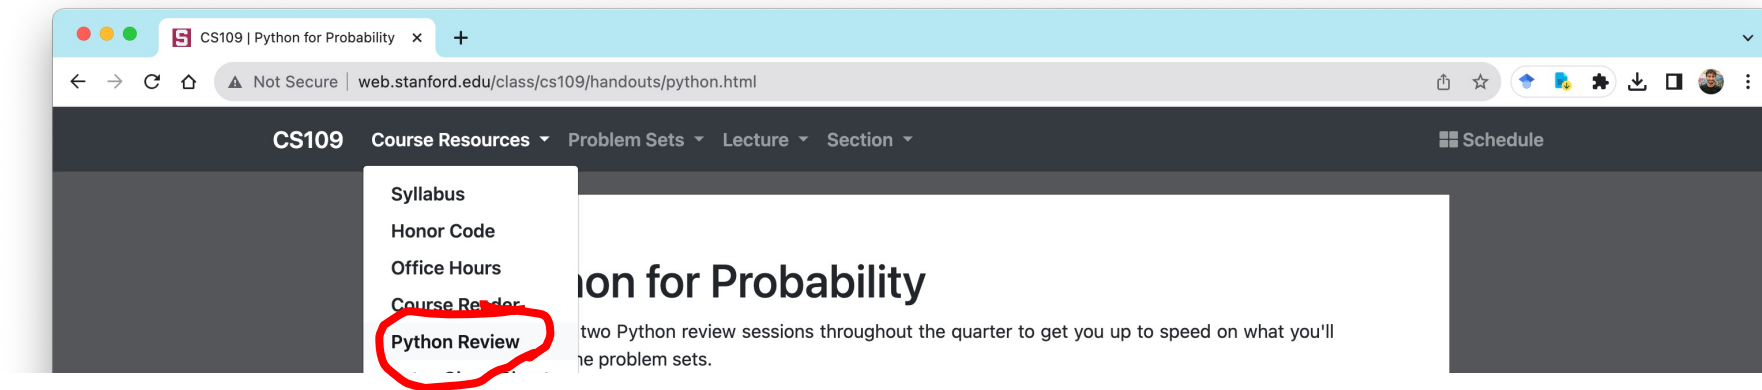 CS109 | Python for Probability
Not Secure | web.stanford.edu/class/cs109/handouts/python.html
CS109 Course Resources Problem Sets Lecture Section Schedule
Syllabus
Honor Code
Office Hours
Course Reader
Python Review
on for Probability
two Python review sessions throughout the quarter to get you up to speed on what you'll
problem sets.